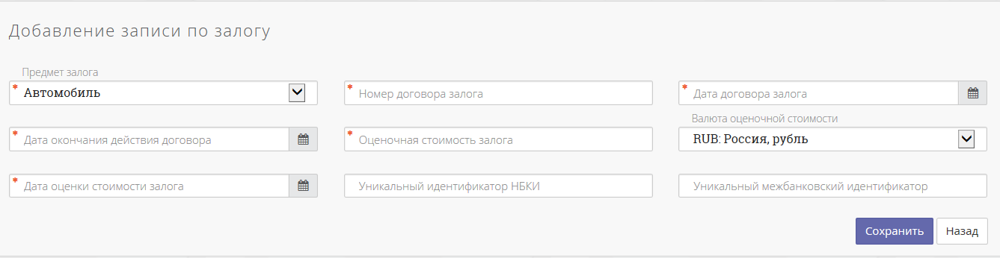 Добавление записи по залогу
Предмет залога
* Автомобиль
* Номер договора залога
* Дата договора залога
* Дата окончания действия договора
* Оценочная стоимость залога
Валюта оценочной стоимости
RUB: Россия, рубль
* Дата оценки стоимости залога
Уникальный идентификатор НБКИ
Уникальный межбанковский идентификатор
Сохранить
Назад